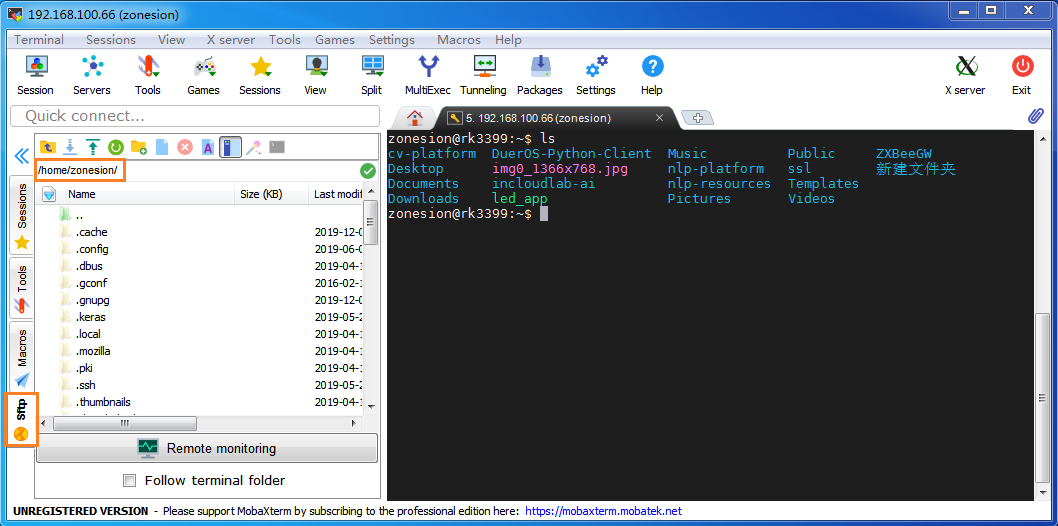 192.168.100.66 (zonesion)
Terminal Sessions View X server Tools Games Settings Macros Help
Session Servers Tools Games Sessions View Split MultiExec Tunneling Packages Settings Help X server Exit
Quick connect...
5. 192.168.100.66 (zonesion)
/home/zonesion/
Name Size (KB) Last modif
..
.cache 2019-12-0
.config 2019-06-0
.dbus 2019-04-1
.gconf 2016-02-1
.gnupg 2019-12-0
.keras 2019-05-2
.local 2019-04-1
.mozilla 2019-04-1
.pki 2019-04-1
.ssh 2019-05-2
.thumbnails 2019-04-1
Sessions
Tools
Macros
Sftp
Remote monitoring
Follow terminal folder
zonesion@rk3399:~$ ls
cv-platform DuerOS-Python-Client Music Public ZXBeeGW
Desktop img0_1366x768.jpg nlp-platform ssl 新建文件夹
Documents incloudlab-ai nlp-resources Templates
Downloads led_app Pictures Videos
zonesion@rk3399:~$
UNREGISTERED VERSION - Please support MobaXterm by subscribing to the professional edition here: https://mobaxterm.mobatek.net